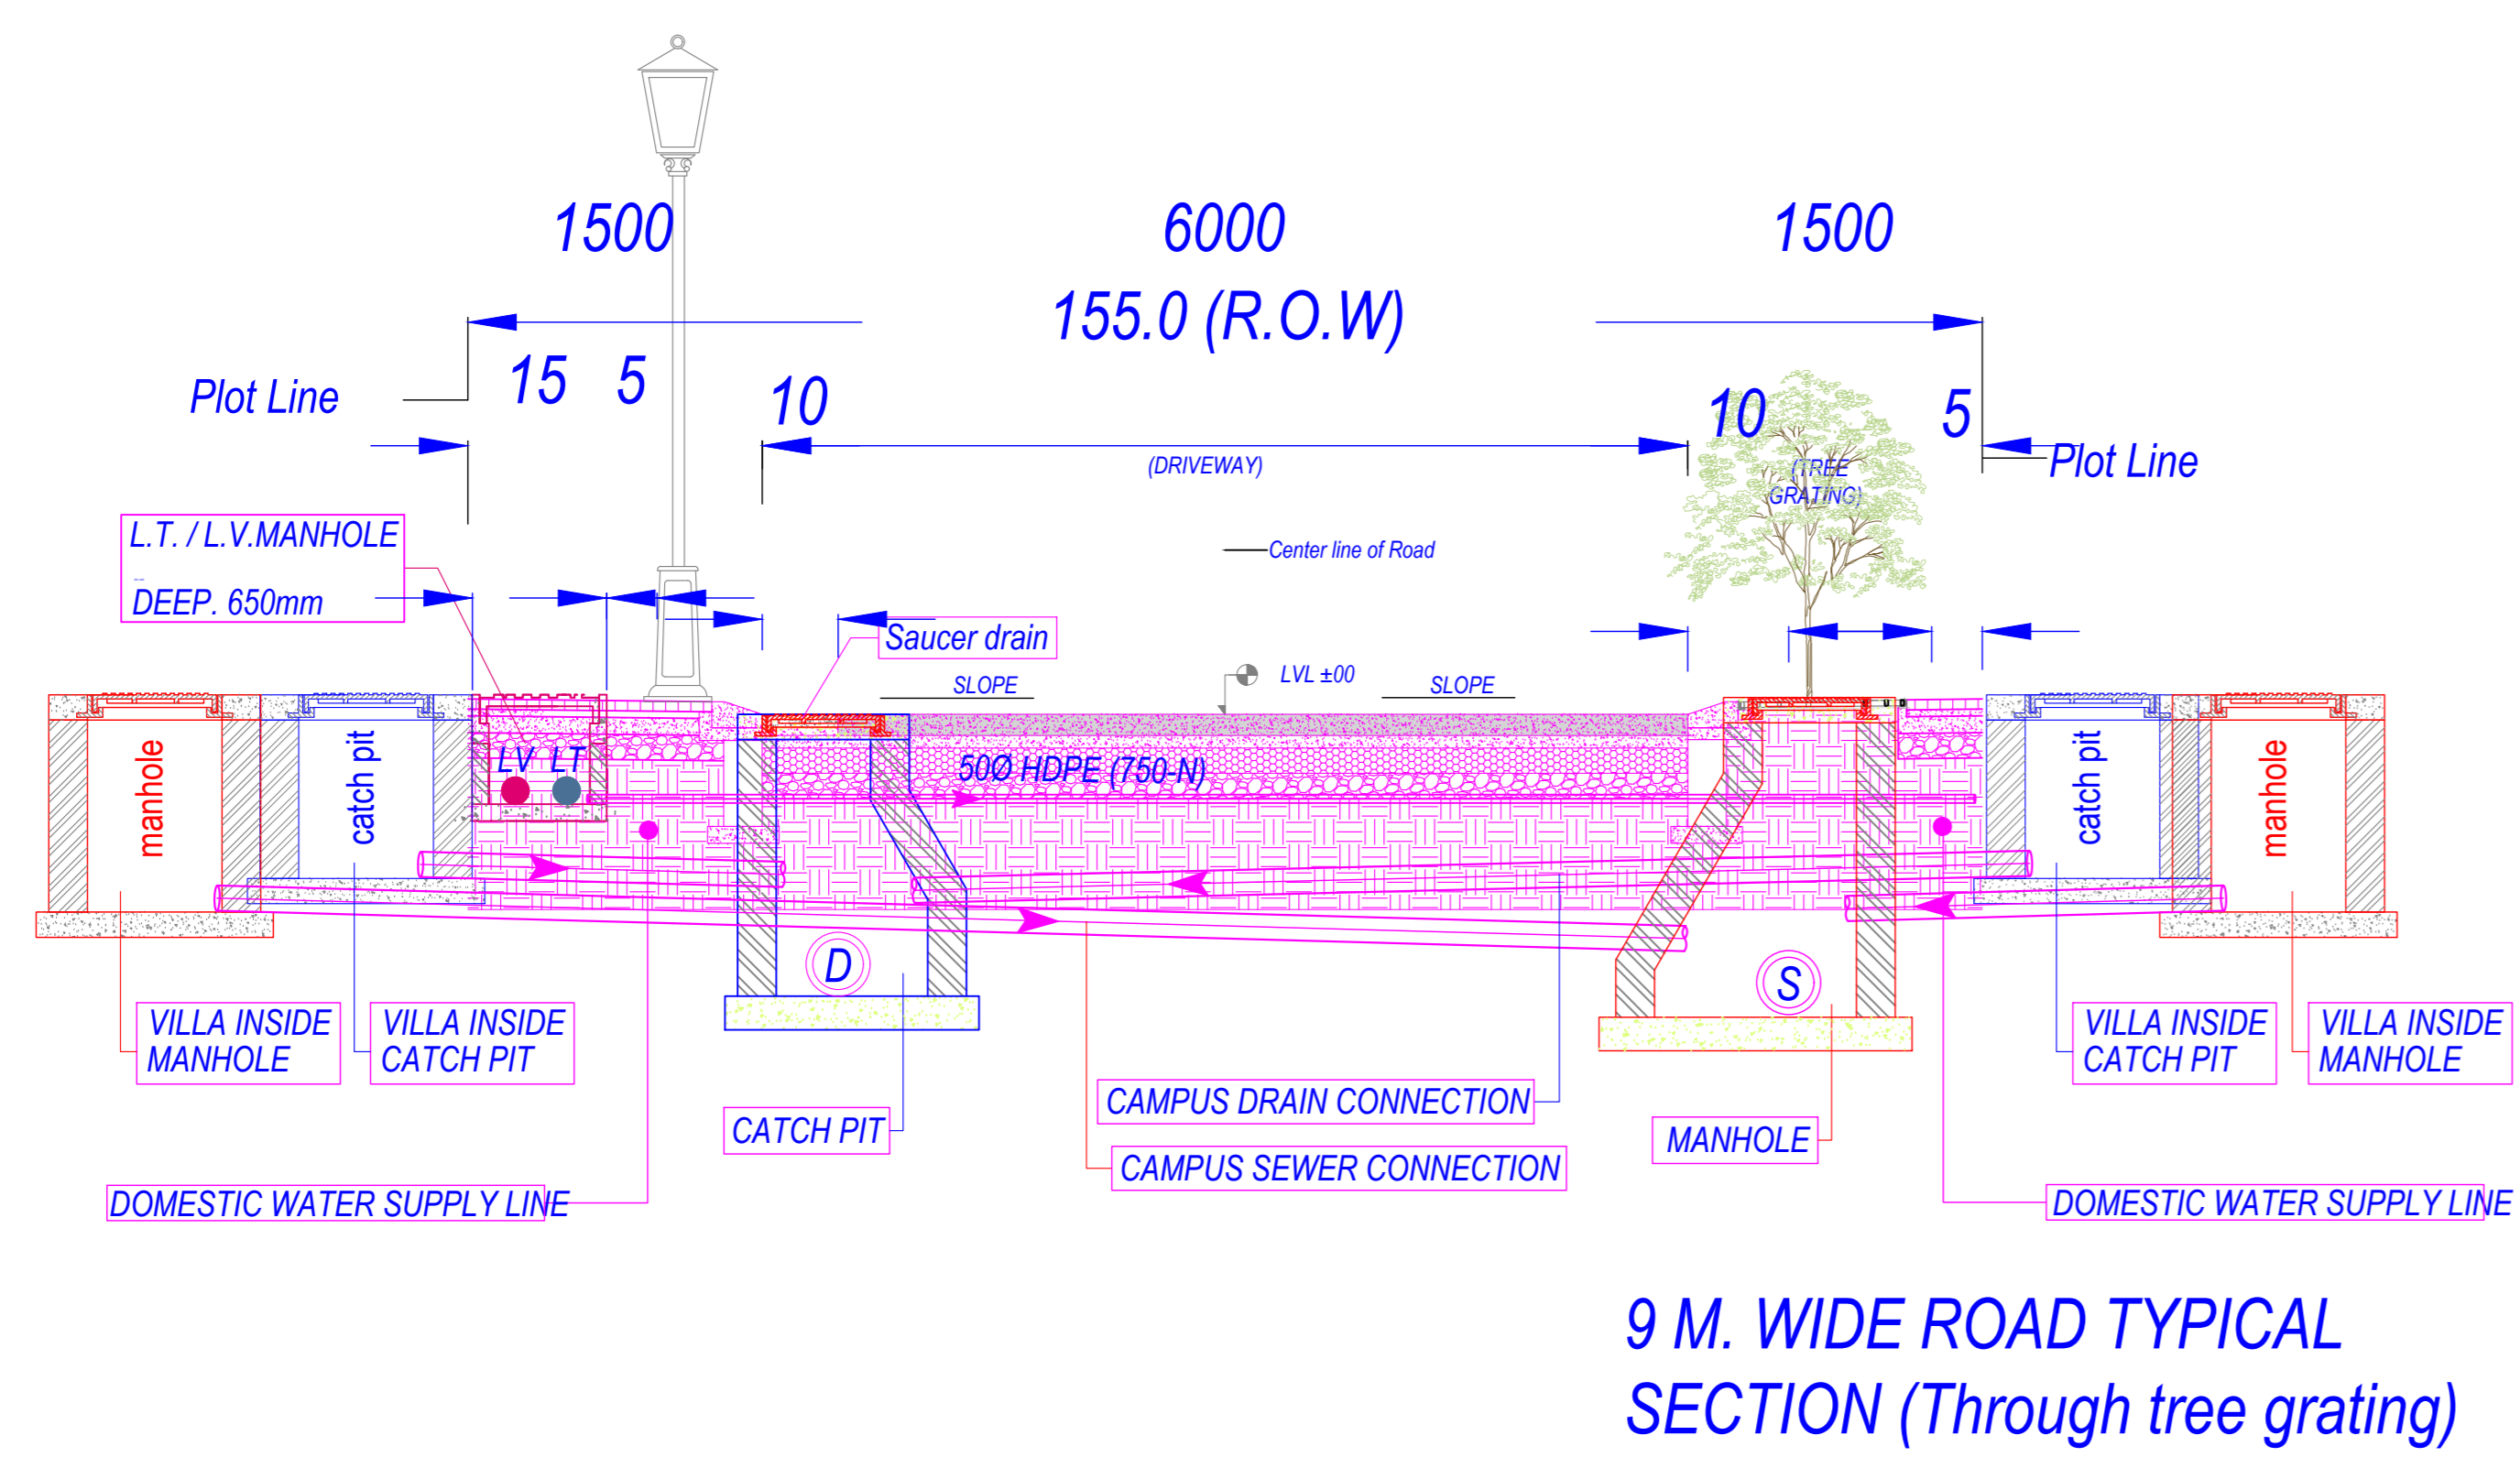 1500
6000
1500
155.0 (R.O.W)
15
5
10
10
5
Plot Line
Plot Line
(DRIVEWAY)
(TREE
GRATING)
Center line of Road
L.T. / L.V.MANHOLE
DEEP. 650mm
Saucer drain
SLOPE
LVL ±00
SLOPE
manhole
catch pit
LV
LT
50Ø HDPE (750-N)
catch pit
manhole
D
S
VILLA INSIDE
MANHOLE
VILLA INSIDE
CATCH PIT
VILLA INSIDE
CATCH PIT
VILLA INSIDE
MANHOLE
CATCH PIT
CAMPUS DRAIN CONNECTION
MANHOLE
CAMPUS SEWER CONNECTION
DOMESTIC WATER SUPPLY LINE
DOMESTIC WATER SUPPLY LINE
9 M. WIDE ROAD TYPICAL
SECTION (Through tree grating)